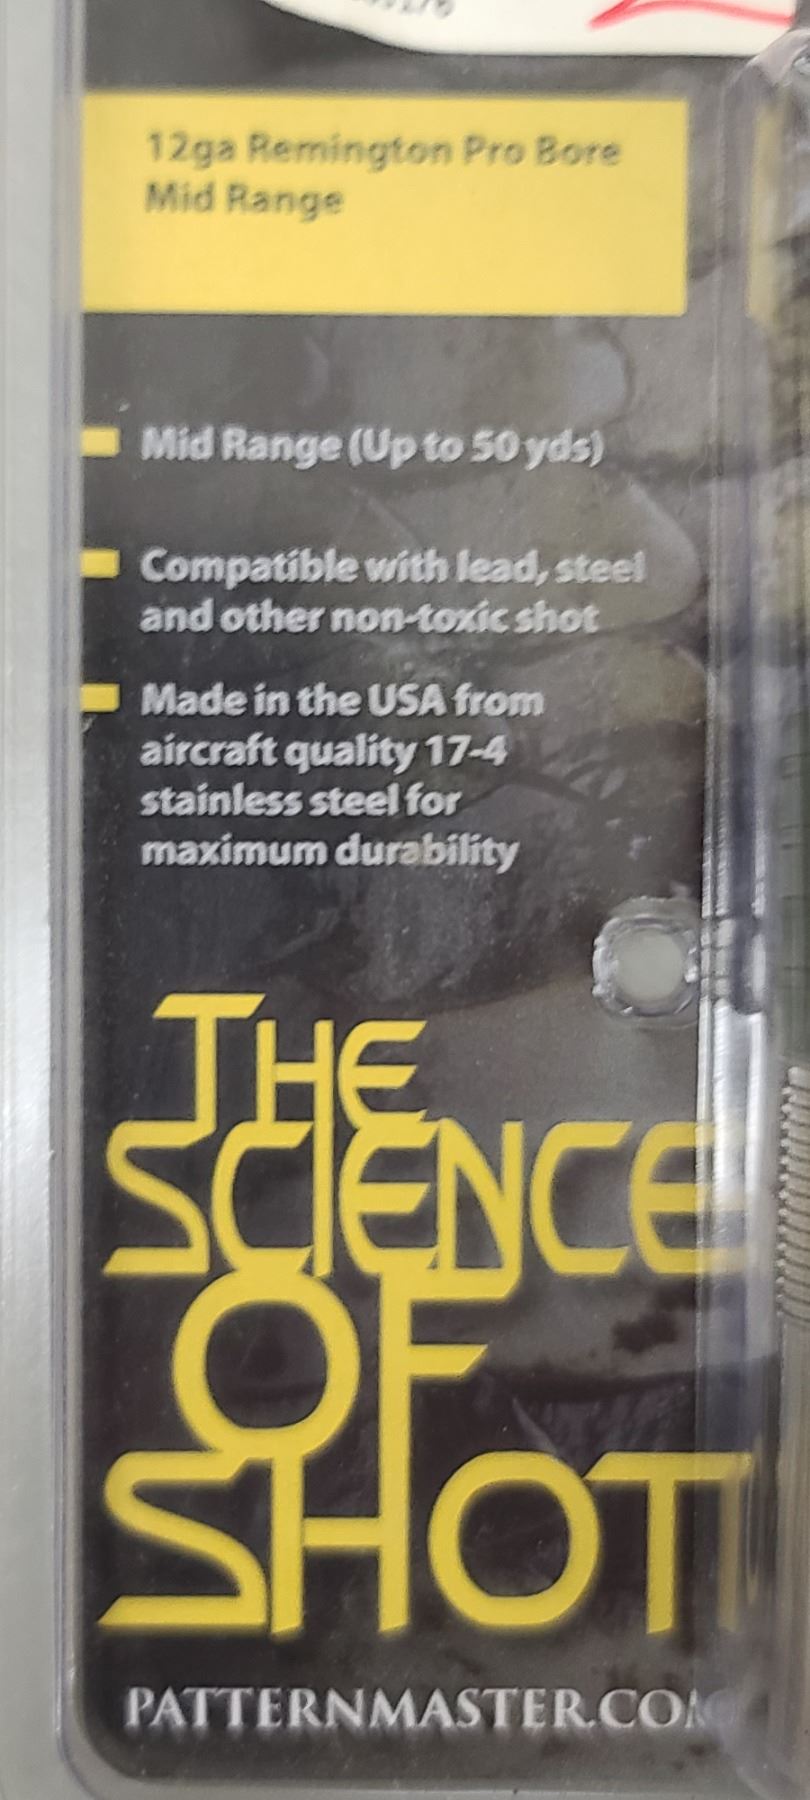 12ga Remington Pro Bore
Mid Range
Mid Range (Up to 50 yds)
Compatible with lead, steel
and other non-toxic shot
Made in the USA from
aircraft quality 17-4
stainless steel for
maximum durability
THE
SCIENCE
OF
SHOT
PATTERNMASTER.COM